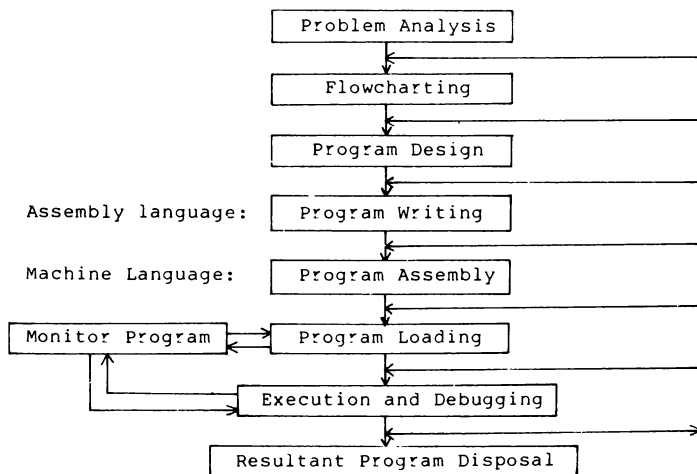 Problem Analysis
Flowcharting
Program Design
Assembly language: Program Writing
Machine Language: Program Assembly
Monitor Program Program Loading
Execution and Debugging
Resultant Program Disposal